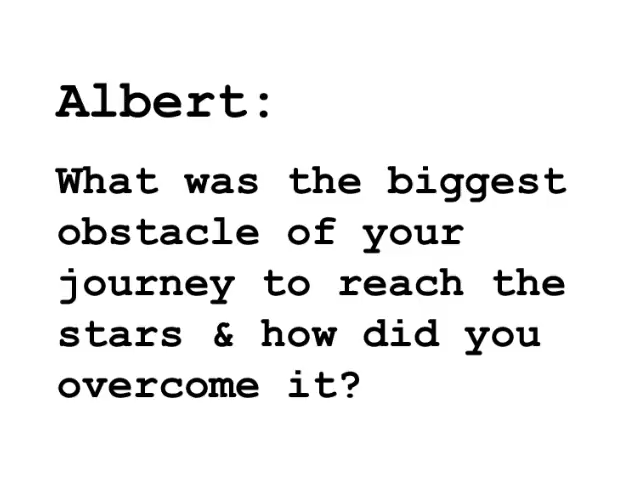 Albert:
What was the biggest
obstacle of your
journey to reach the
stars & how did you
overcome it?